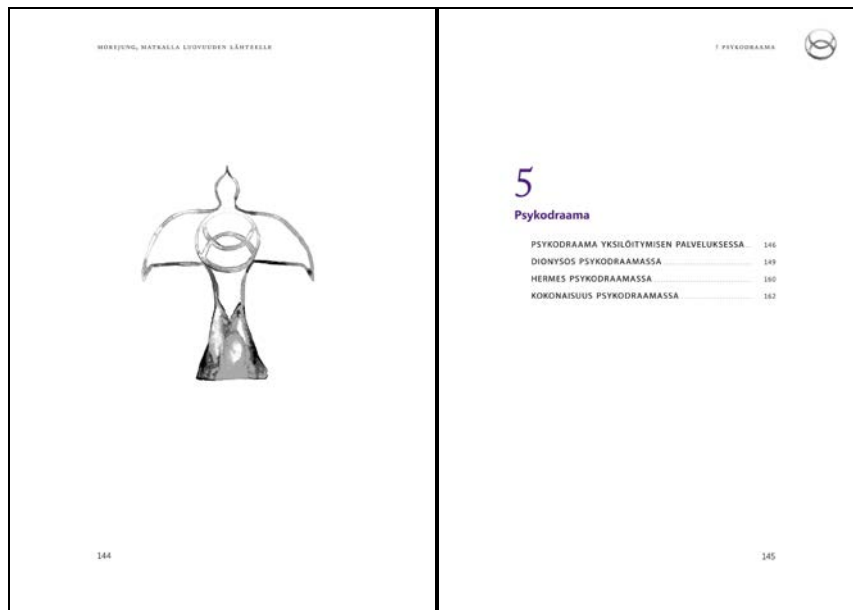 MOREJUNG, MATKALLA LUOVUUDEN LÄHTEELLE
144
5 PSYKODRAAMA
5
Psykodraama
PSYKODRAAMA YKSILÖITYMISEN PALVELUKSESSA 146
DIONYSOS PSYKODRAAMASSA 149
HERMES PSYKODRAAMASSA 160
KOKONAISUUS PSYKODRAAMASSA 162
145